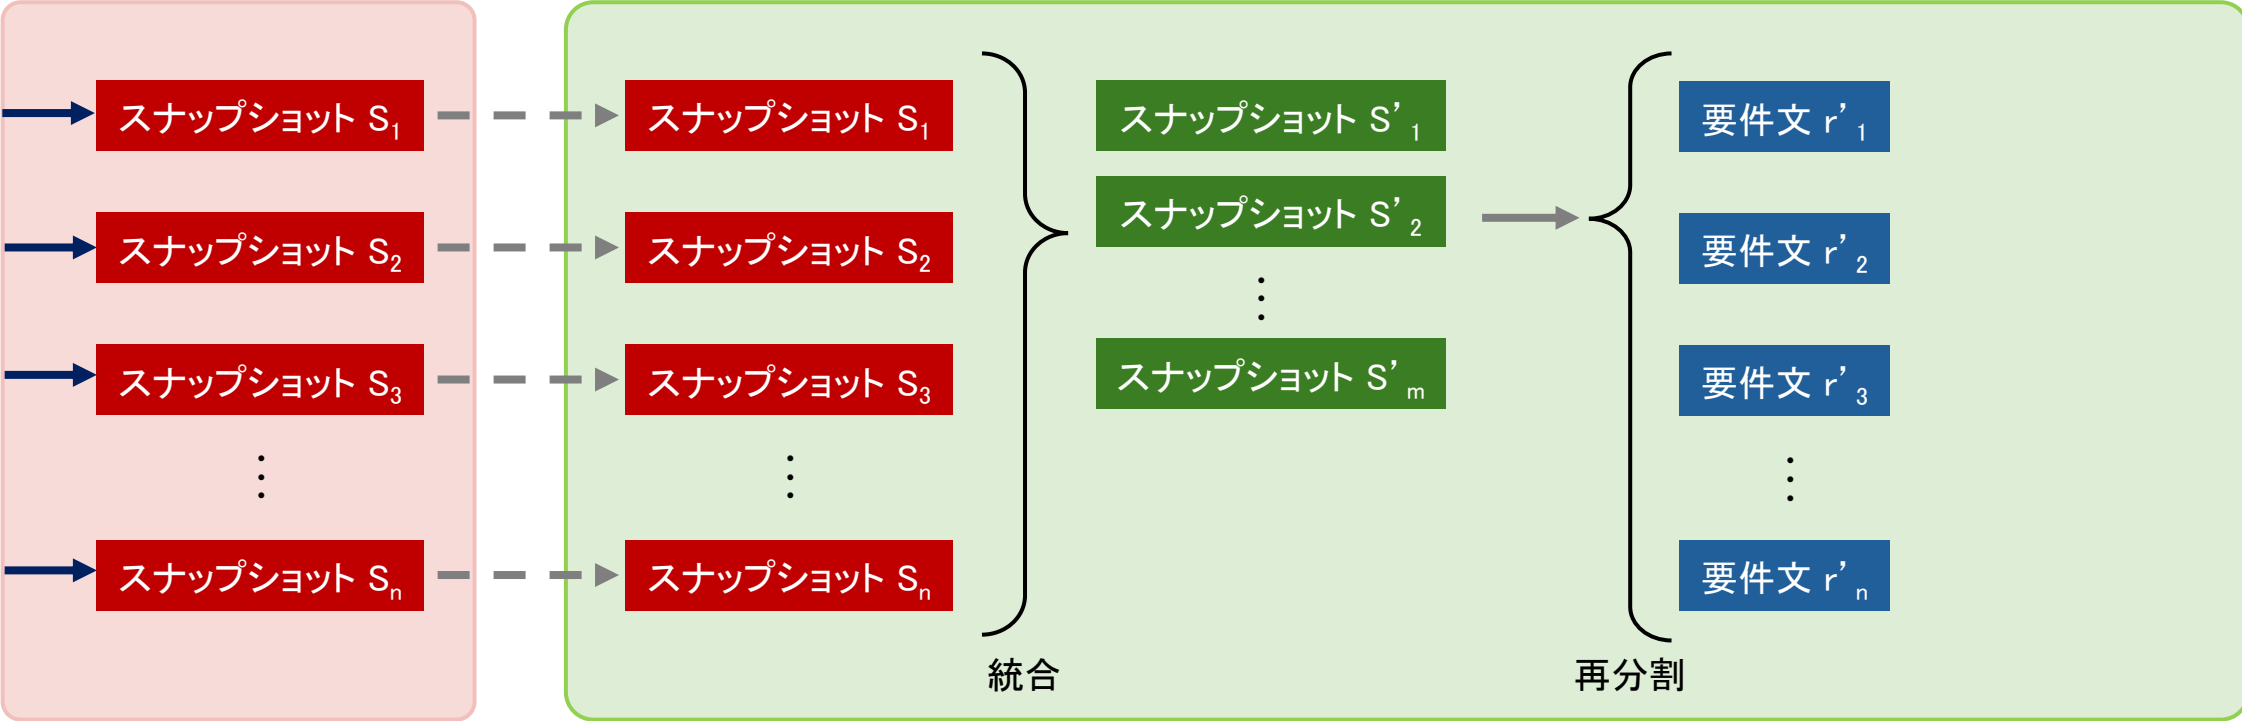 スナップショット S1
スナップショット S2
スナップショット S3
⋮
スナップショット Sn
スナップショット S1
スナップショット S2
スナップショット S3
⋮
スナップショット Sn
統合
スナップショット S’1
スナップショット S’2
⋮
スナップショット S’m
再分割
要件文 r’1
要件文 r’2
要件文 r’3
⋮
要件文 r’n